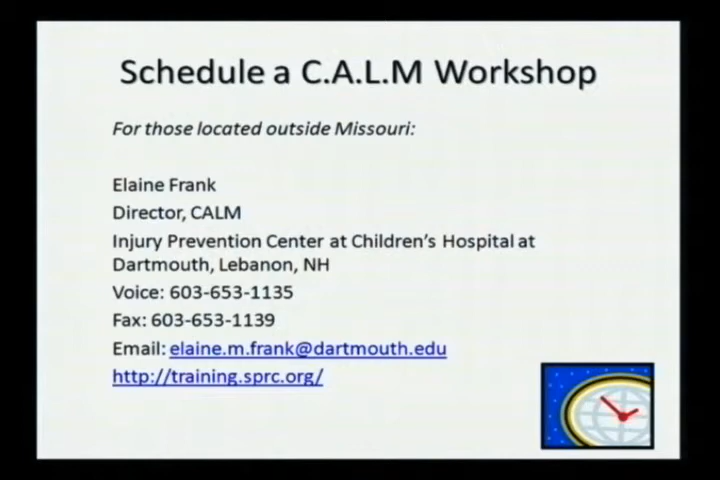 Schedule a C.A.L.M Workshop
For those located outside Missouri:
Elaine Frank
Director, CALM
Injury Prevention Center at Children's Hospital at
Dartmouth, Lebanon, NH
Voice: 603-653-1135
Fax: 603-653-1139
Email: elaine.m.frank@dartmouth.edu
http://training.sprc.org/